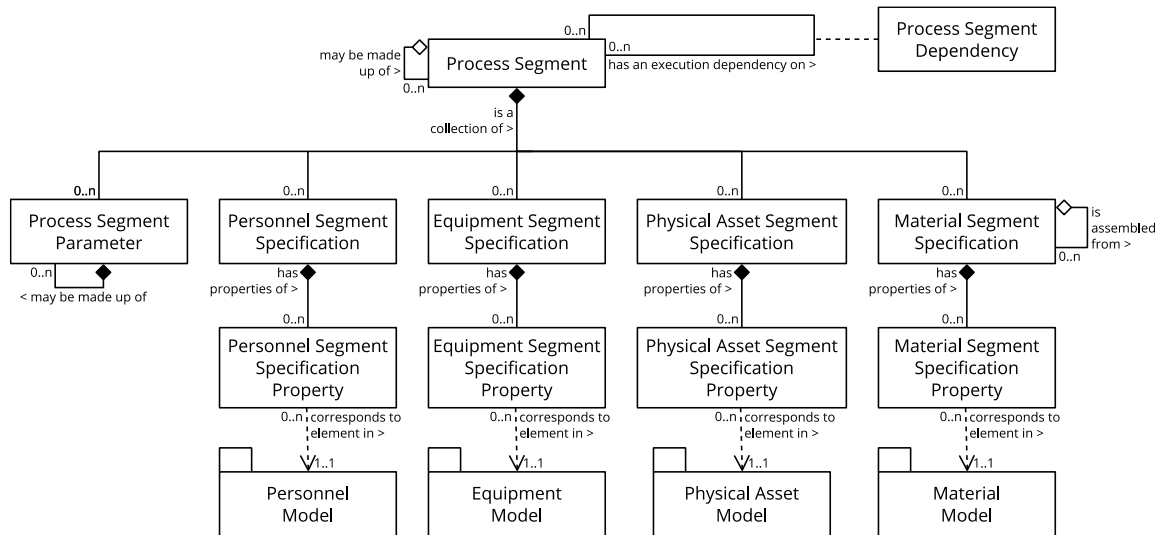 0..n
0..n
has an execution dependency on >
Process Segment
Dependency
may be made
up of >
0..n
Process Segment
is a
collection of >
0..n
0..n
0..n
0..n
0..n
Process Segment
Parameter
Personnel Segment
Specification
Equipment Segment
Specification
Physical Asset Segment
Specification
Material Segment
Specification
is
assembled
from >
0..n
0..n
< may be made up of
has
properties of >
has
properties of >
has
properties of >
has
properties of >
0..n
0..n
0..n
0..n
Personnel Segment
Specification
Property
Equipment Segment
Specification
Property
Physical Asset Segment
Specification
Property
Material Segment
Specification
Property
0..n
corresponds to
element in >
0..n
corresponds to
element in >
0..n
corresponds to
element in >
0..n
corresponds to
element in >
1..1
1..1
1..1
1..1
Personnel
Model
Equipment
Model
Physical Asset
Model
Material
Model